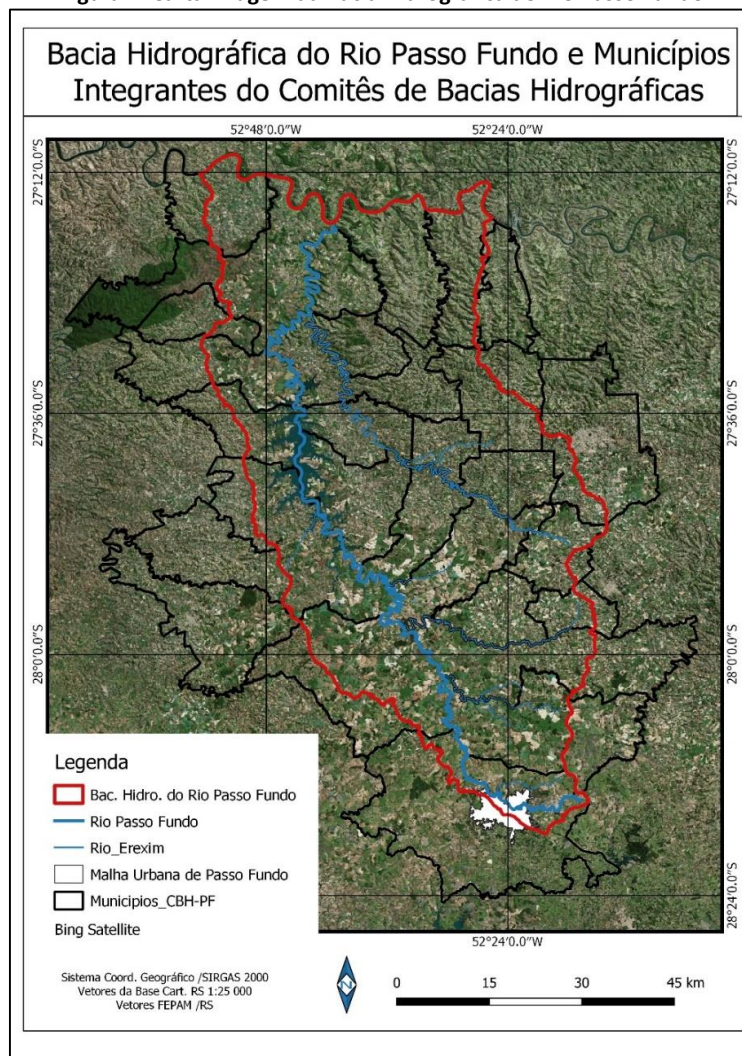 Bacia Hidrográfica do Rio Passo Fundo e Municípios
Integrantes do Comitês de Bacias Hidrográficas
52°48'0.0"W
52°24'0.0"W
27°12'0.0"S
27°12'0.0"S
27°36'0.0"S
27°36'0.0"S
28°0'0.0"S
28°0'0.0"S
28°24'0.0"S
52°24'0.0"W
Legenda
Bac. Hidro. do Rio Passo Fundo
Rio Passo Fundo
Rio_Erexim
Malha Urbana de Passo Fundo
Municipios_CBH-PF
Bing Satellite
Sistema Coord. Geográfico /SIRGAS 2000
Vetores da Base Cart. RS 1:25 000
Vetores FEPAM /RS
N
0 15 30 45 km